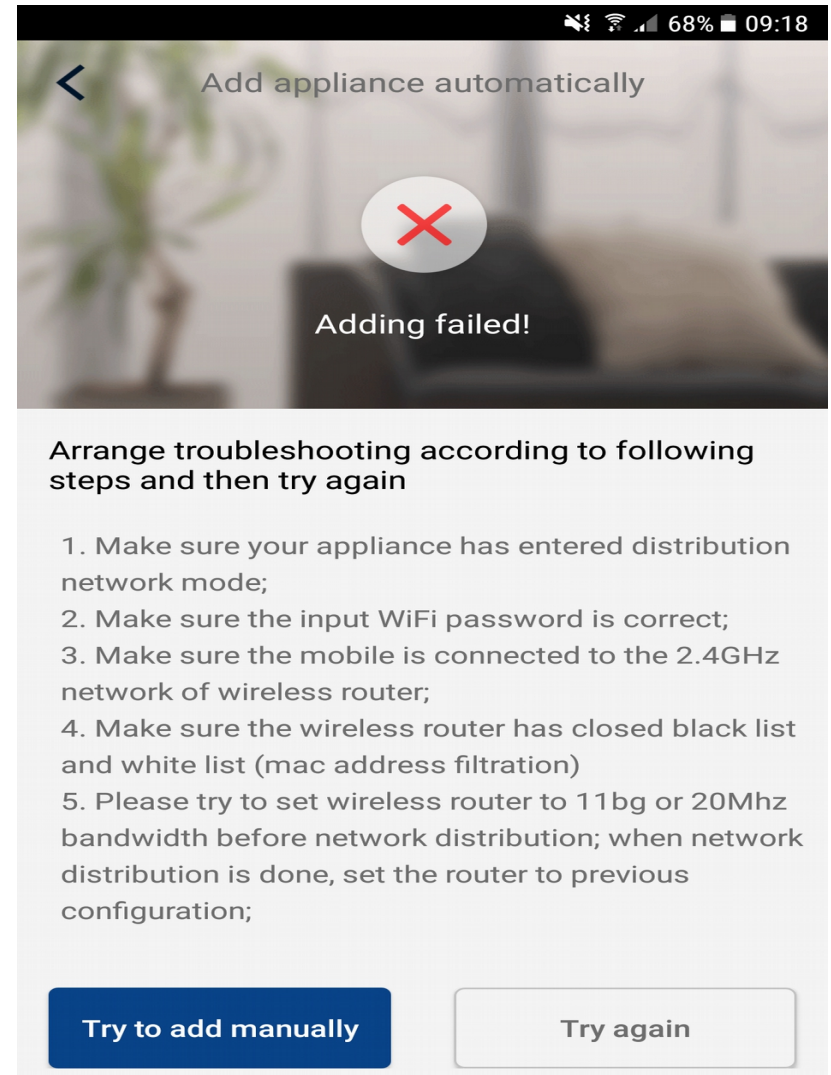 68% 09:18
Add appliance automatically
Adding failed!
Arrange troubleshooting according to following
steps and then try again
1. Make sure your appliance has entered distribution
network mode;
2. Make sure the input WiFi password is correct;
3. Make sure the mobile is connected to the 2.4GHz
network of wireless router;
4. Make sure the wireless router has closed black list
and white list (mac address filtration)
5. Please try to set wireless router to 11bg or 20Mhz
bandwidth before network distribution; when network
distribution is done, set the router to previous
configuration;
Try to add manually
Try again